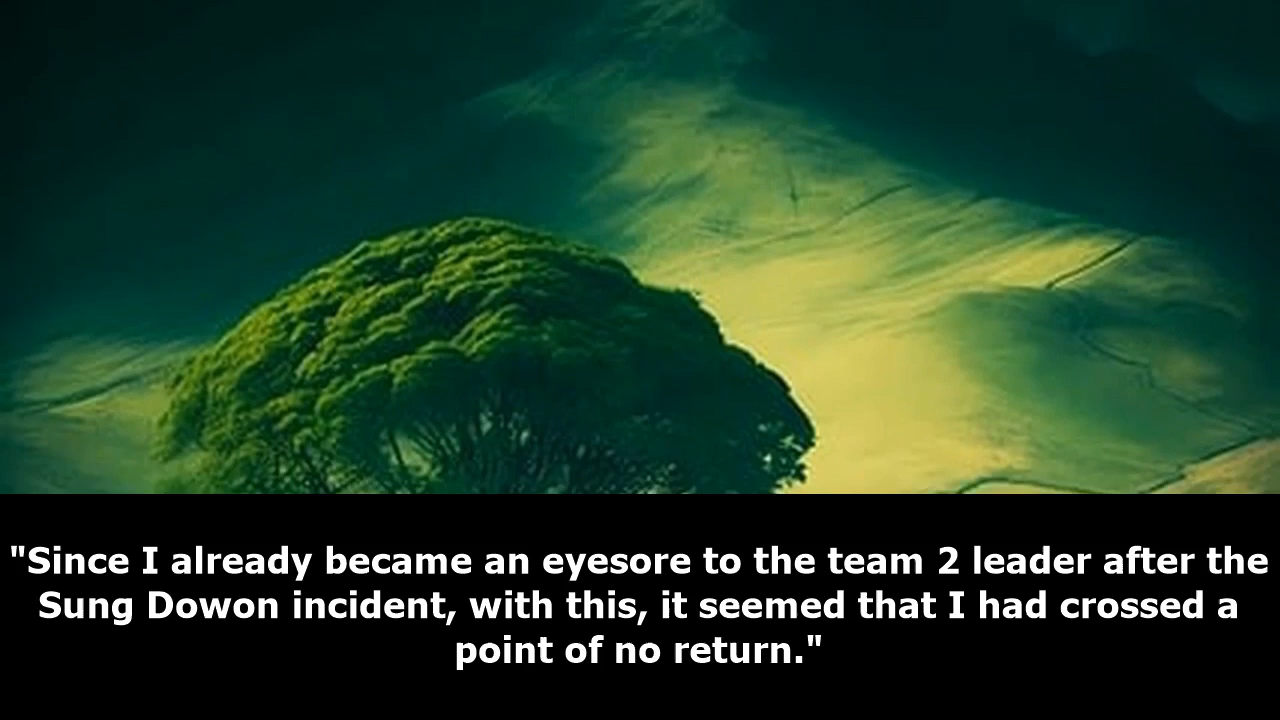 "Since I already became an eyesore to the team 2 leader after the
Sung Dowon incident, with this, it seemed that I had crossed a
point of no return."